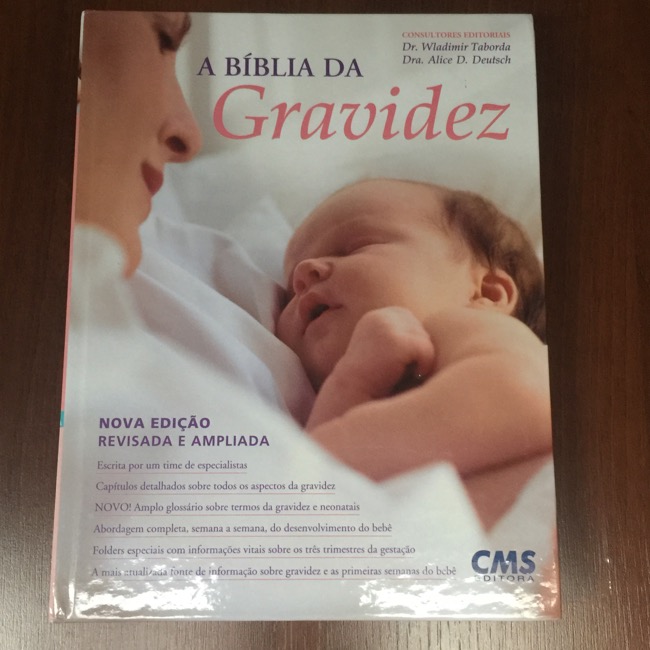 CONSULTORES EDITORIAIS
Dr. Wladimir Taborda
Dra. Alice D. Deutsch
A BÍBLIA DA
Gravidez
NOVA EDIÇÃO
REVISADA E AMPLIADA
Escrita por um time de especialistas
Capítulos detalhados sobre todos os aspectos da gravidez
NOVO! Amplo glossário sobre termos da gravidez e neonatais
Abordagem completa, semana a semana, do desenvolvimento do bebê
Folders especiais com informações vitais sobre os três trimestres da gestação
A mais atualizada fonte de informação sobre gravidez e as primeiras semanas do bebê
CMS
EDITORA